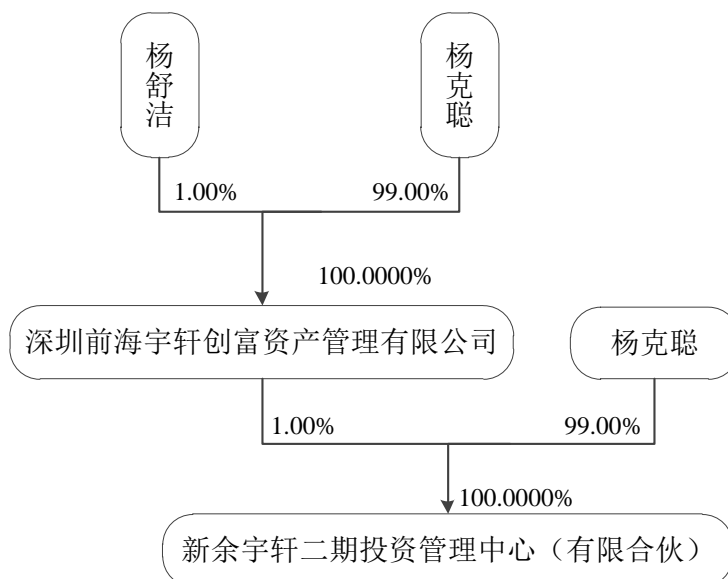 杨舒洁
杨克聪
1.00%
99.00%
100.0000%
深圳前海宇轩创富资产管理有限公司
杨克聪
1.00%
99.00%
100.0000%
新余宇轩二期投资管理中心（有限合伙）